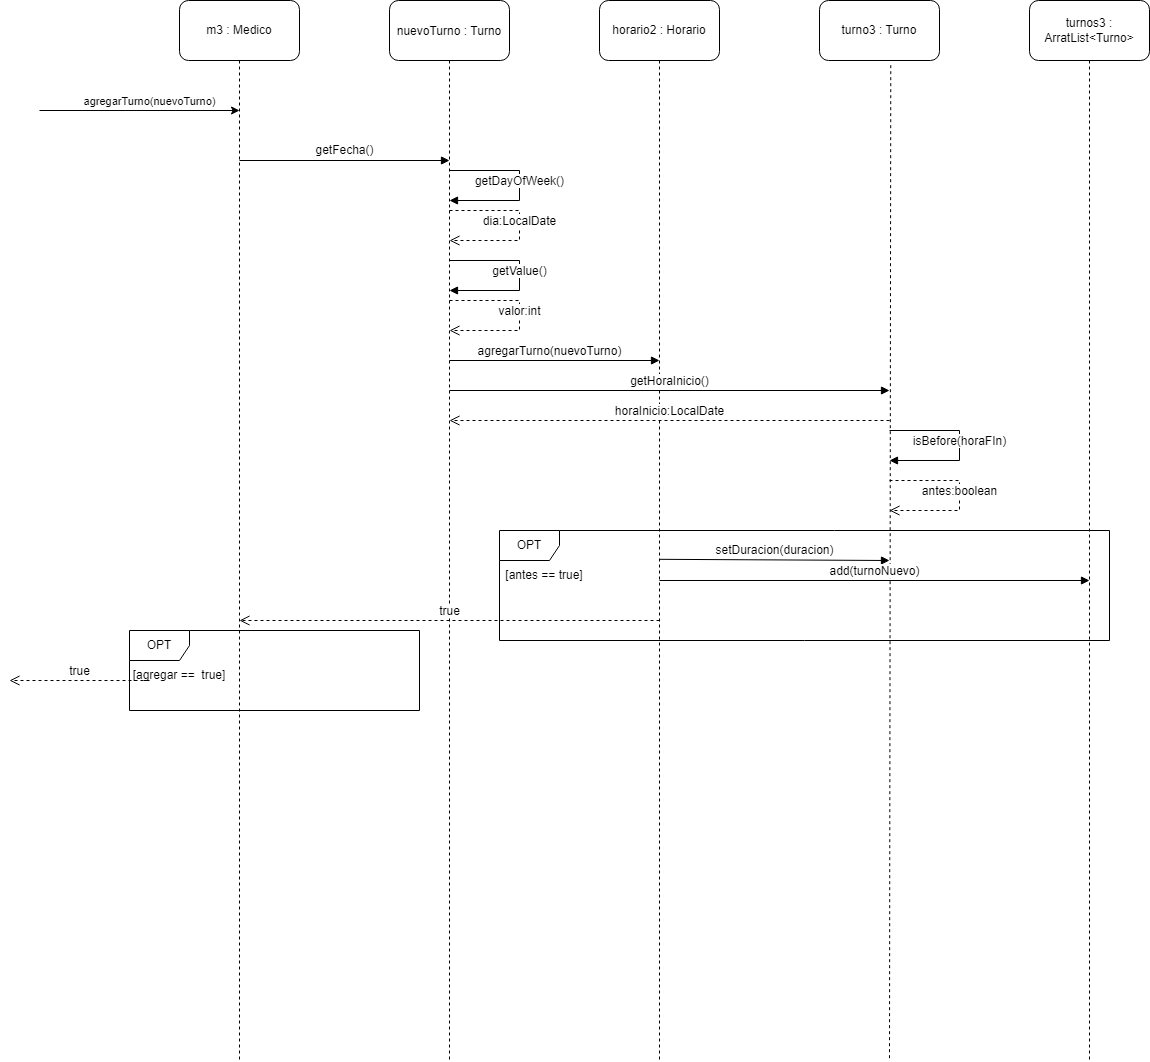 m3 : Medico
nuevoTurno : Turno
horario2 : Horario
turno3 : Turno
turnos3 :
ArratList<Turno>
agregarTurno(nuevoTurno)
getFecha()
getDayOfWeek()
dia:LocalDate
getValue()
valor:int
agregarTurno(nuevoTurno)
getHoraInicio()
horaInicio:LocalDate
isBefore(horaFIn)
antes:boolean
OPT
setDuracion(duracion)
[antes == true]
add(turnoNuevo)
true
OPT
true
[agregar == true]